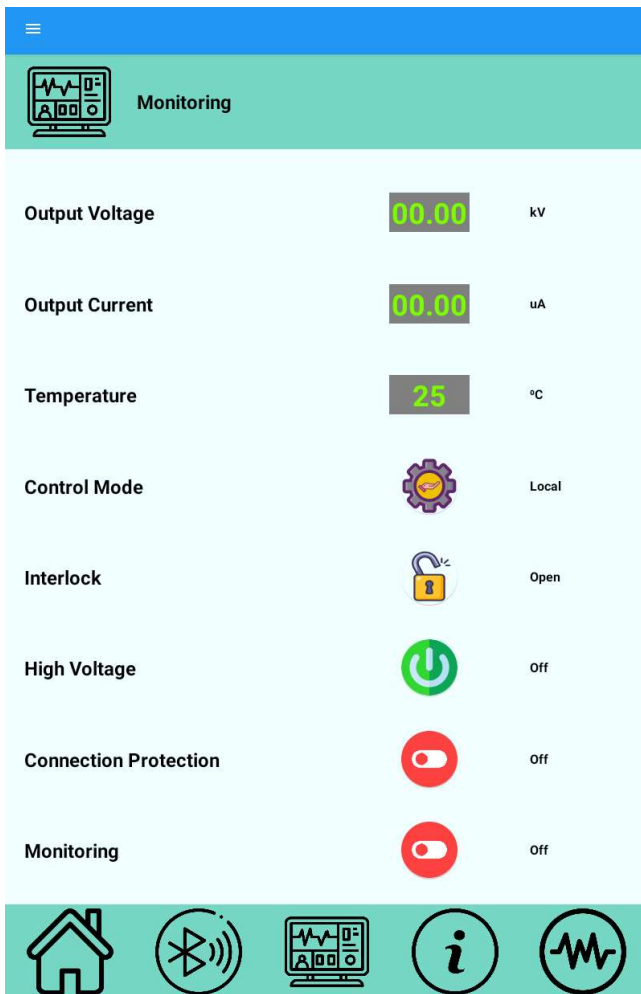 Monitoring
Output Voltage 00.00 kV
Output Current 00.00 uA
Temperature 25 ºC
Control Mode Local
Interlock Open
High Voltage Off
Connection Protection Off
Monitoring Off
i